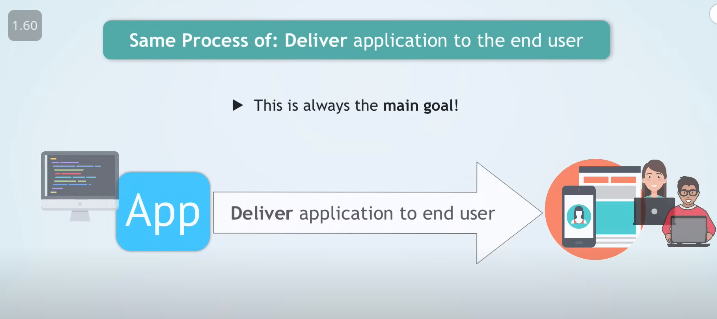 1.60
Same Process of: Deliver application to the end user
This is always the main goal!
App
Deliver application to end user